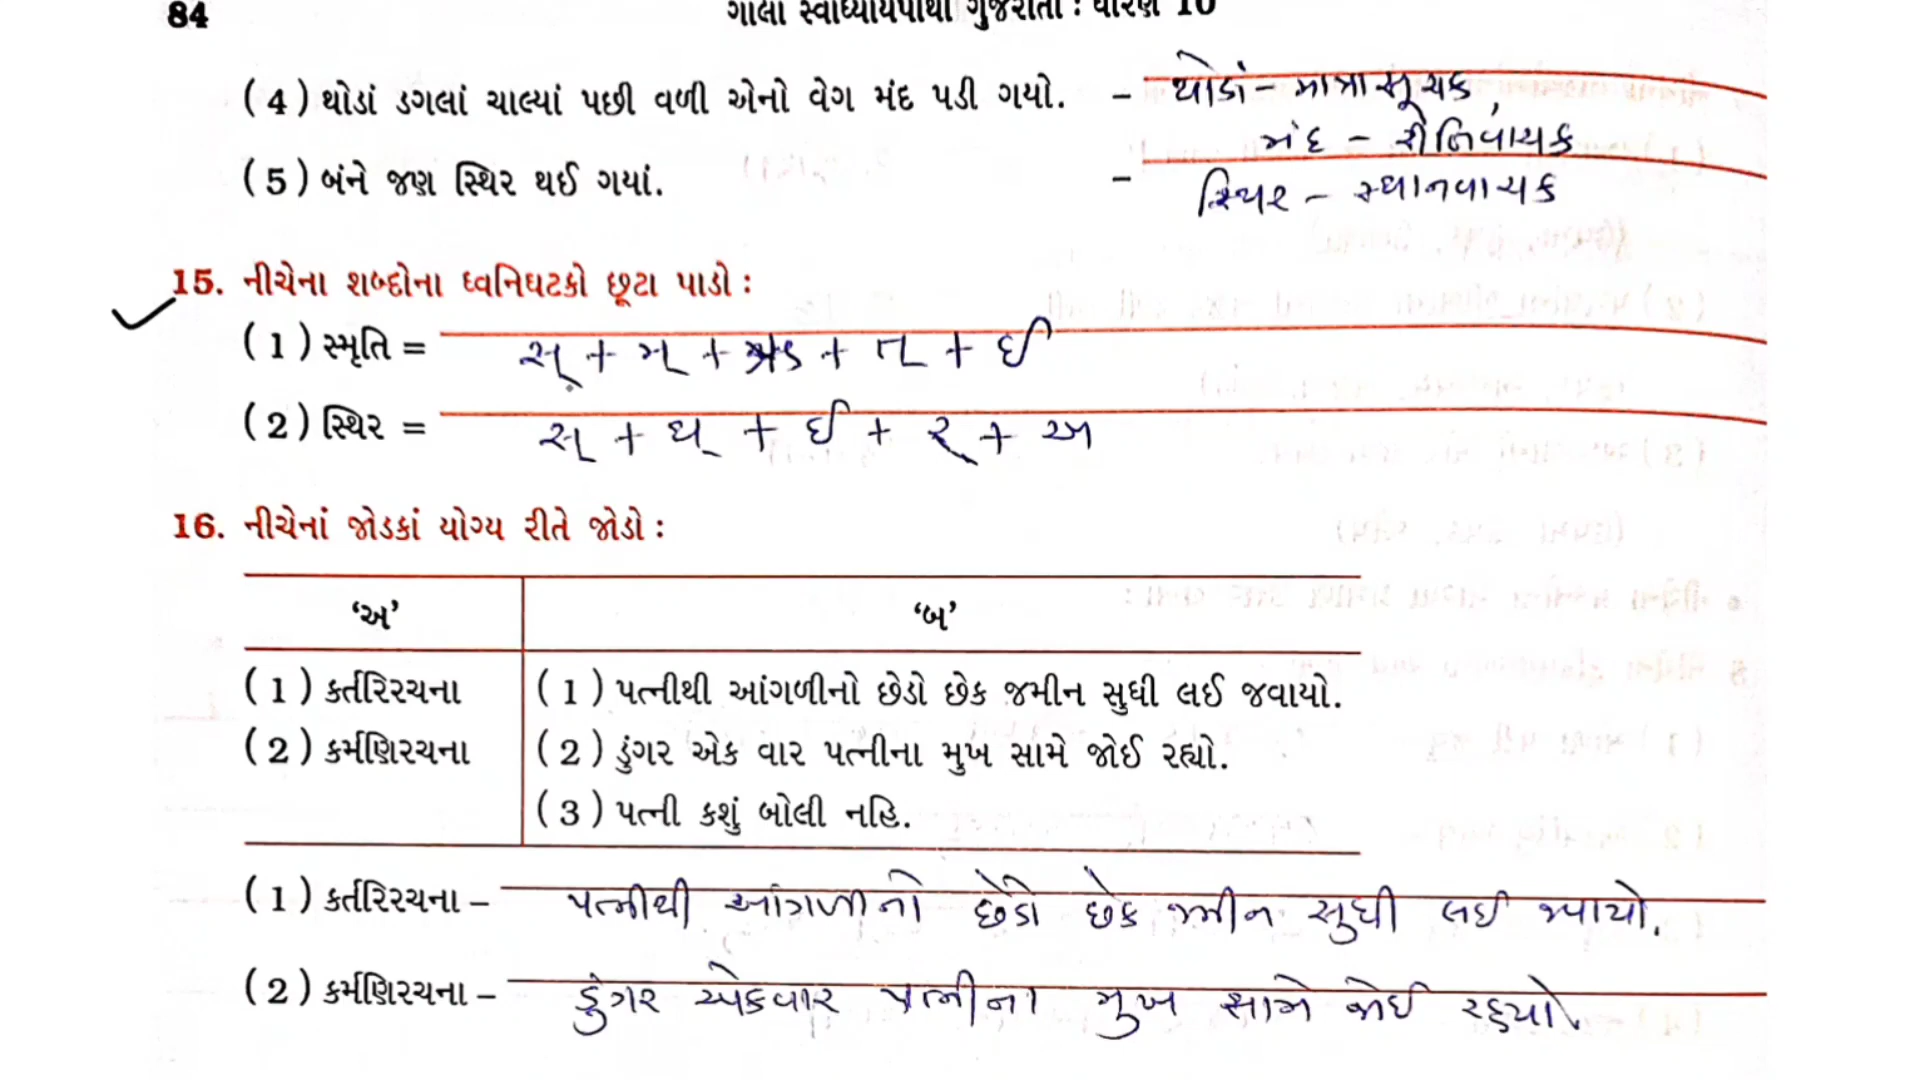 84 ગાલા સ્વાધ્યાયપોથી ગુજરાતી : ધોરણ 10
(4) થોડાં ડગલાં ચાલ્યાં પછી વળી એનો વેગ મંદ પડી ગયો. – થોડાં – માત્રાસૂચક,
મંદ – રીતિવાચક
(5) બંને જણ સ્થિર થઈ ગયાં. – સ્થિર – સ્થાનવાચક
15. નીચેના શબ્દોના ધ્વનિઘટકો છૂટા પાડો :
(1) સ્મૃતિ = સ્ + મ્ + ઋ + ત્ + ઈ
(2) સ્થિર = સ્ + થ્ + ઈ + ર્ + અ
16. નીચેનાં જોડકાં યોગ્ય રીતે જોડો :
‘અ’ ‘બ’
(1) કર્તરિરચના (1) પત્નીથી આંગળીનો છેડો છેક જમીન સુધી લઈ જવાયો.
(2) કર્મણિરચના (2) ડુંગર એક વાર પત્નીના મુખ સામે જોઈ રહ્યો.
(3) પત્ની કશું બોલી નહિ.
(1) કર્તરિરચના – પત્નીથી આંગળીનો છેડો છેક જમીન સુધી લઈ
(2) કર્મણિરચના – ડુંગર એકવાર પત્નીના મુખ સામે જોઈ રહયો.